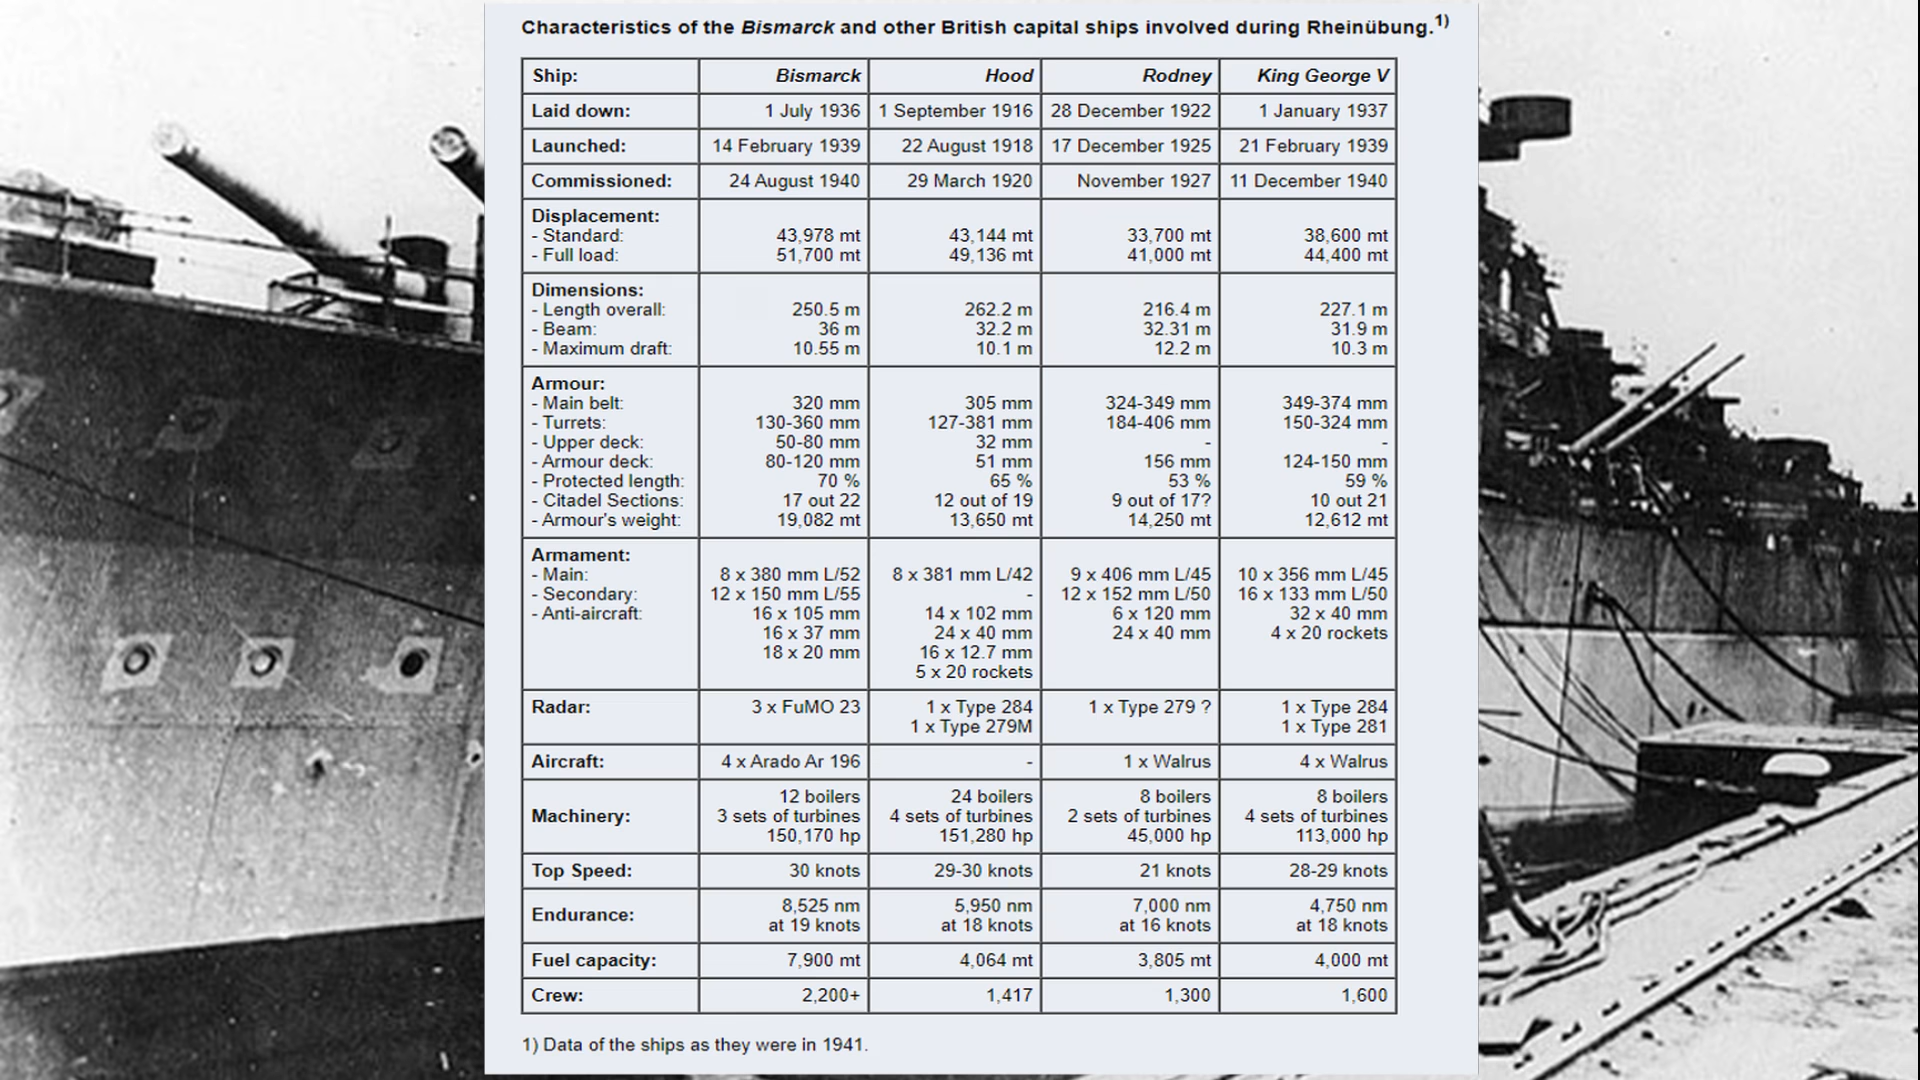 Characteristics of the Bismarck and other British capital ships involved during Rheinübung.1)
Ship: Bismarck Hood Rodney King George V
Laid down: 1 July 1936 1 September 1916 28 December 1922 1 January 1937
Launched: 14 February 1939 22 August 1918 17 December 1925 21 February 1939
Commissioned: 24 August 1940 29 March 1920 November 1927 11 December 1940
Displacement:
- Standard: 43,978 mt 43,144 mt 33,700 mt 38,600 mt
- Full load: 51,700 mt 49,136 mt 41,000 mt 44,400 mt
Dimensions:
- Length overall: 250.5 m 262.2 m 216.4 m 227.1 m
- Beam: 36 m 32.2 m 32.31 m 31.9 m
- Maximum draft: 10.55 m 10.1 m 12.2 m 10.3 m
Armour:
- Main belt: 320 mm 305 mm 324-349 mm 349-374 mm
- Turrets: 130-360 mm 127-381 mm 184-406 mm 150-324 mm
- Upper deck: 50-80 mm 32 mm - -
- Armour deck: 80-120 mm 51 mm 156 mm 124-150 mm
- Protected length: 70 % 65 % 53 % 59 %
- Citadel Sections: 17 out 22 12 out of 19 9 out of 17? 10 out 21
- Armour's weight: 19,082 mt 13,650 mt 14,250 mt 12,612 mt
Armament:
- Main: 8 x 380 mm L/52 8 x 381 mm L/42 9 x 406 mm L/45 10 x 356 mm L/45
- Secondary: 12 x 150 mm L/55 - 12 x 152 mm L/50 16 x 133 mm L/50
- Anti-aircraft: 16 x 105 mm 14 x 102 mm 6 x 120 mm 32 x 40 mm
16 x 37 mm 24 x 40 mm 24 x 40 mm 4 x 20 rockets
18 x 20 mm 16 x 12.7 mm
5 x 20 rockets
Radar: 3 x FuMO 23 1 x Type 284 1 x Type 279 ? 1 x Type 284
1 x Type 279M 1 x Type 281
Aircraft: 4 x Arado Ar 196 - 1 x Walrus 4 x Walrus
12 boilers 24 boilers 8 boilers 8 boilers
Machinery: 3 sets of turbines 4 sets of turbines 2 sets of turbines 4 sets of turbines
150,170 hp 151,280 hp 45,000 hp 113,000 hp
Top Speed: 30 knots 29-30 knots 21 knots 28-29 knots
Endurance: 8,525 nm 5,950 nm 7,000 nm 4,750 nm
at 19 knots at 18 knots at 16 knots at 18 knots
Fuel capacity: 7,900 mt 4,064 mt 3,805 mt 4,000 mt
Crew: 2,200+ 1,417 1,300 1,600
1) Data of the ships as they were in 1941.